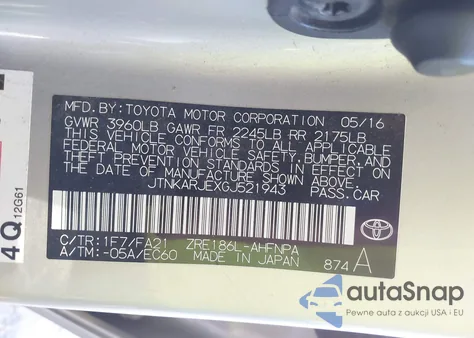 MFD. BY: TOYOTA MOTOR CORPORATION 05/16
GVWR 3960LB GAWR FR 2245LB RR 2175LB
THIS VEHICLE CONFORMS TO ALL APPLICABLE
FEDERAL MOTOR VEHICLE SAFETY, BUMPER, AND
THEFT PREVENTION STANDARDS IN EFFECT ON
THE DATE OF MANUFACTURE SHOWN ABOVE.
JTNKARJEXGJ521943 PASS.CAR
C/TR: 1F7/FA21 ZRE186L-AHFNPA
A/TM: -05A/EC60 MADE IN JAPAN
874 A
TOYOTA
4Q
12G61
autoSnap
Pewne auta z USA i EU